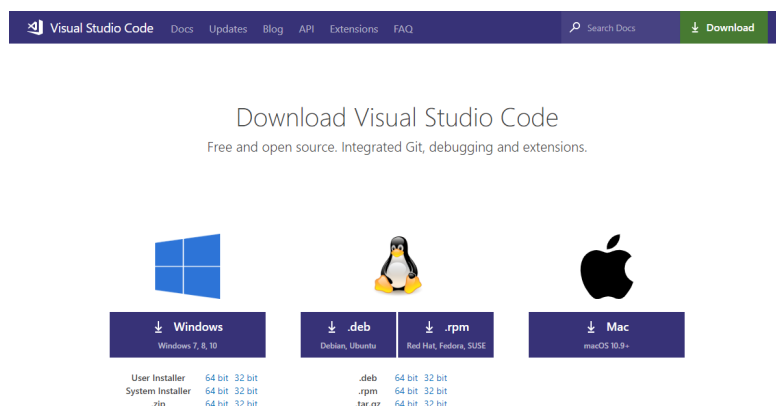 Visual Studio Code Docs Updates Blog API Extensions FAQ Search Docs Download
Download Visual Studio Code
Free and open source. Integrated Git, debugging and extensions.
Windows
Windows 7, 8, 10
.deb
Debian, Ubuntu
.rpm
Red Hat, Fedora, SUSE
Mac
macOS 10.9+
User Installer 64 bit 32 bit
System Installer 64 bit 32 bit
.zip 64 bit 32 bit
.deb 64 bit 32 bit
.rpm 64 bit 32 bit
.tar.gz 64 bit 32 bit